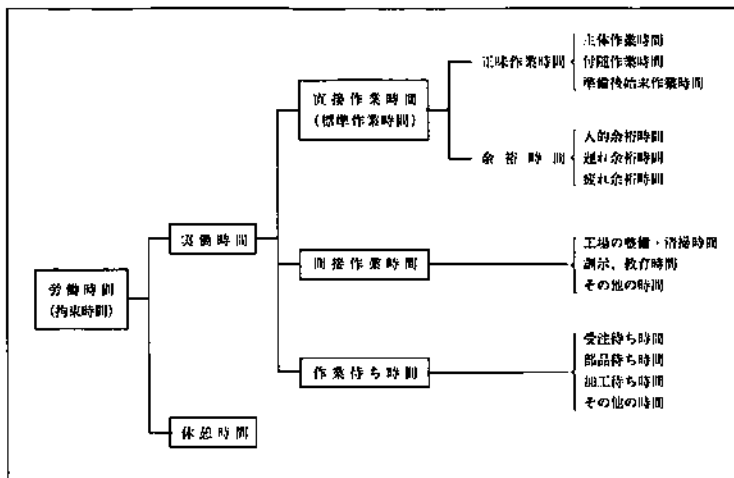 労働時間
(拘束時間)
実働時間
休憩時間
直接作業時間
(標準作業時間)
間接作業時間
作業待ち時間
正味作業時間
主体作業時間
付随作業時間
準備後始末作業時間
余裕時間
人的余裕時間
遅れ余裕時間
疲れ余裕時間
工場の整備・清掃時間
訓示、教育時間
その他の時間
受注待ち時間
部品待ち時間
加工待ち時間
その他の時間